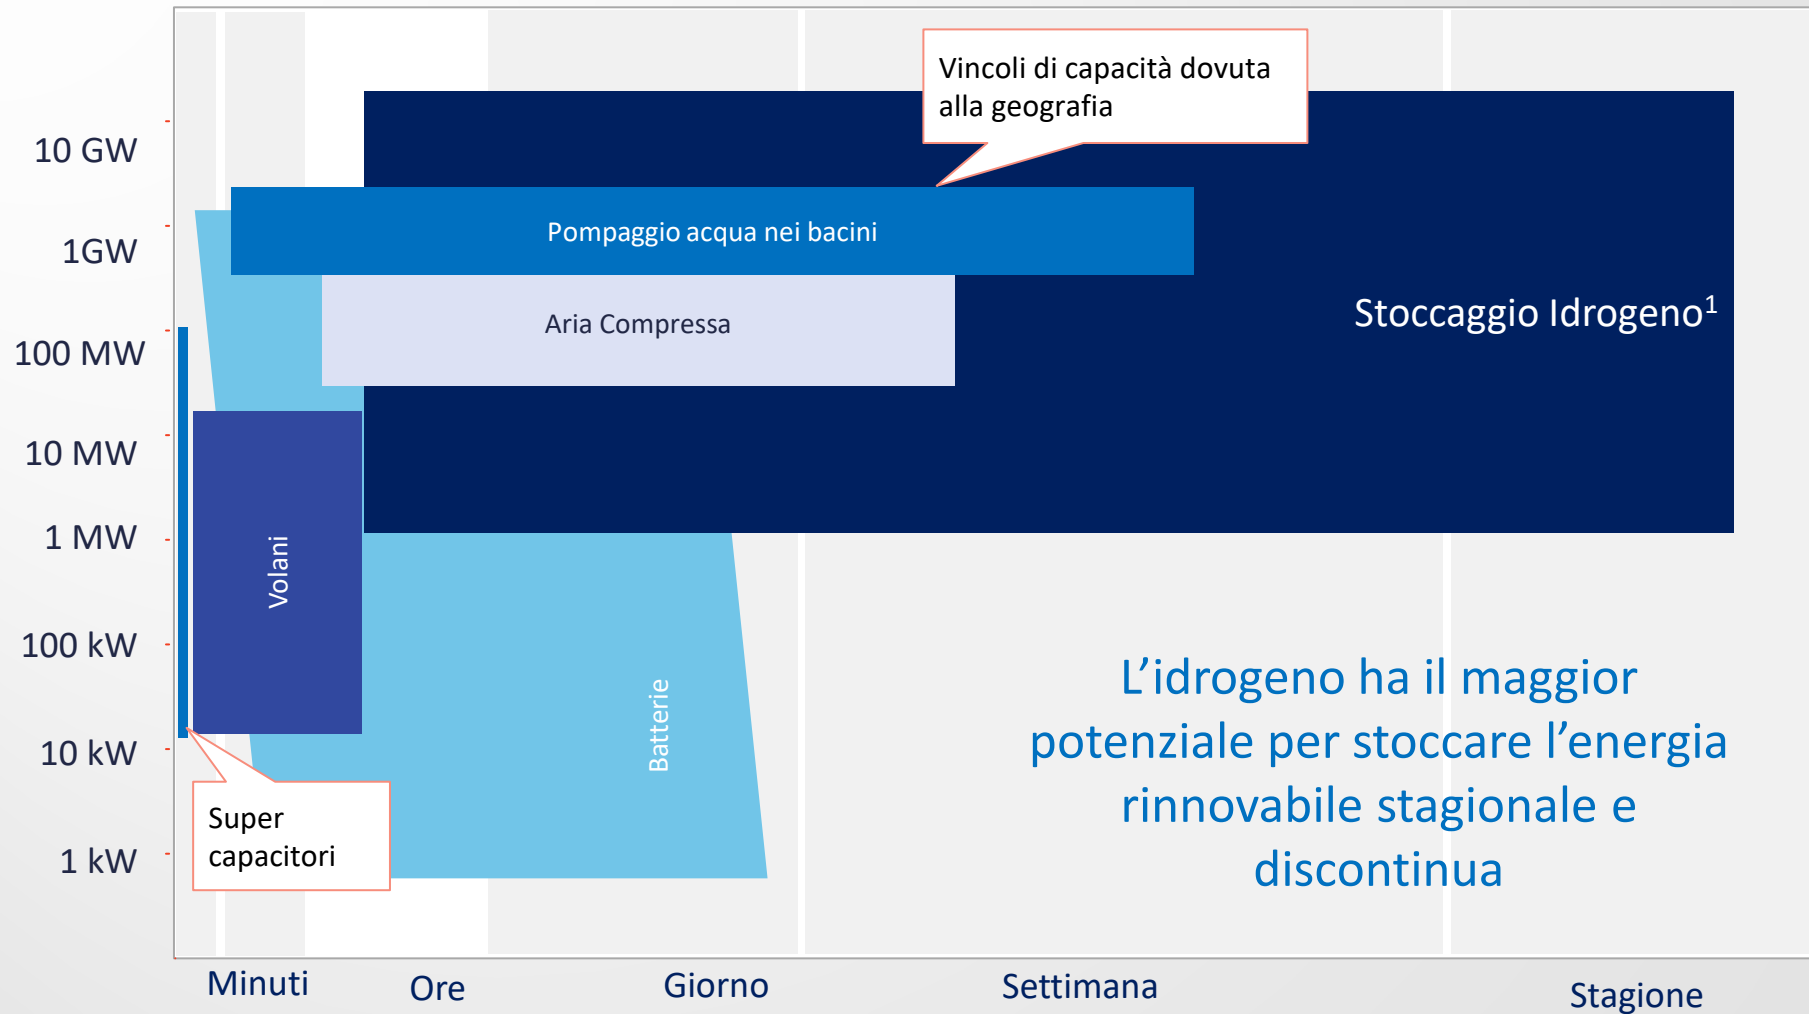 Vincoli di capacità dovuta
alla geografia
10 GW
1GW
100 MW
10 MW
1 MW
100 kW
10 kW
1 kW
Pompaggio acqua nei bacini
Aria Compressa
Stoccaggio Idrogeno¹
Volani
Batterie
Super
capacitori
L’idrogeno ha il maggior
potenziale per stoccare l’energia
rinnovabile stagionale e
discontinua
Minuti
Ore
Giorno
Settimana
Stagione